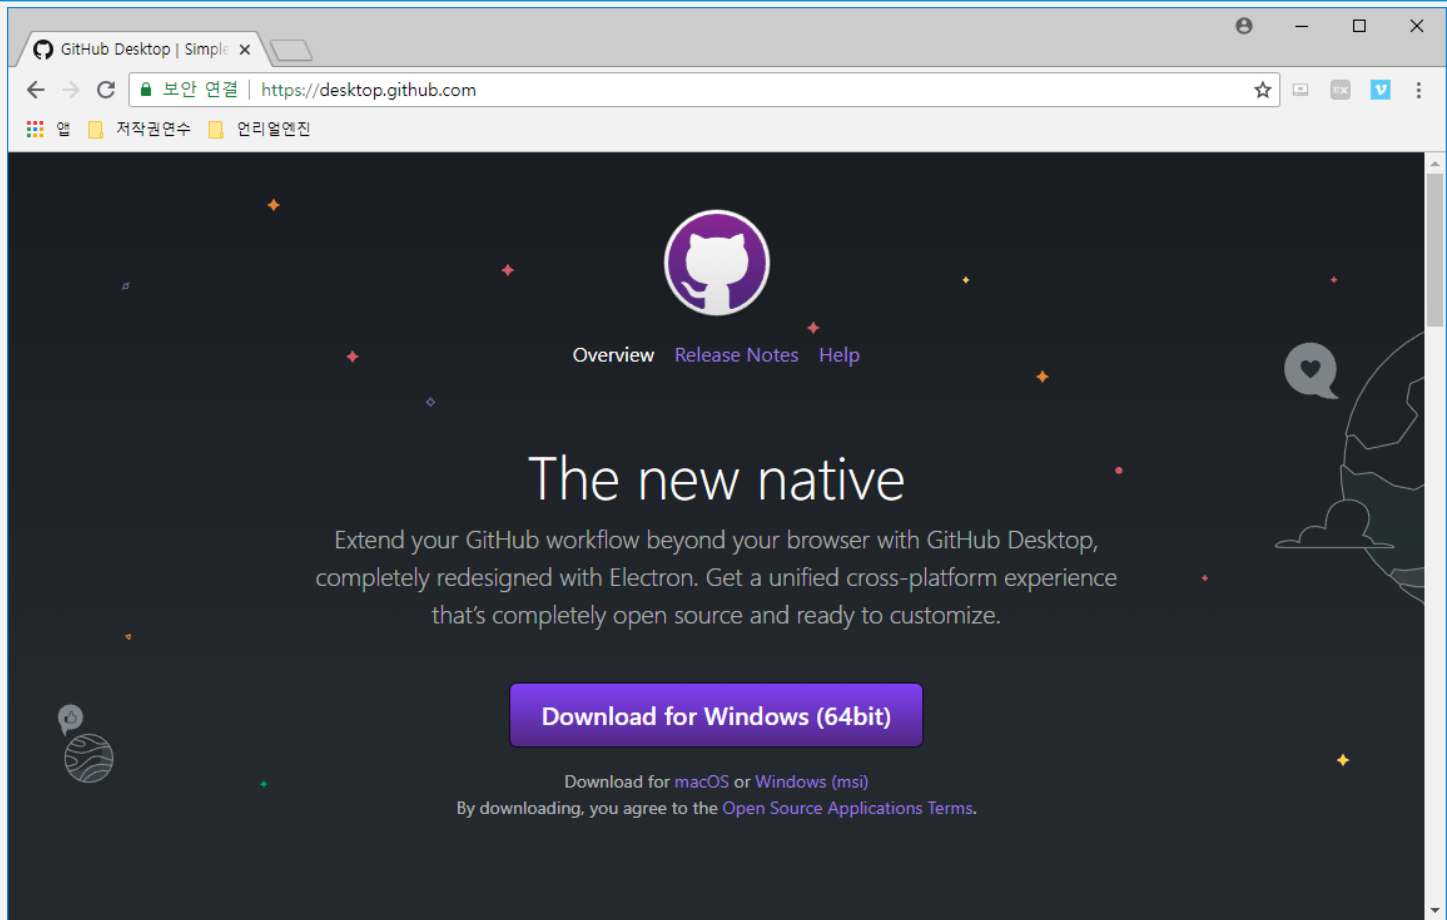 GitHub Desktop | Simple
보안 연결 | https://desktop.github.com
앱 저작권연수 언리얼엔진
Overview Release Notes Help
The new native
Extend your GitHub workflow beyond your browser with GitHub Desktop,
completely redesigned with Electron. Get a unified cross-platform experience
that's completely open source and ready to customize.
Download for Windows (64bit)
Download for macOS or Windows (msi)
By downloading, you agree to the Open Source Applications Terms.